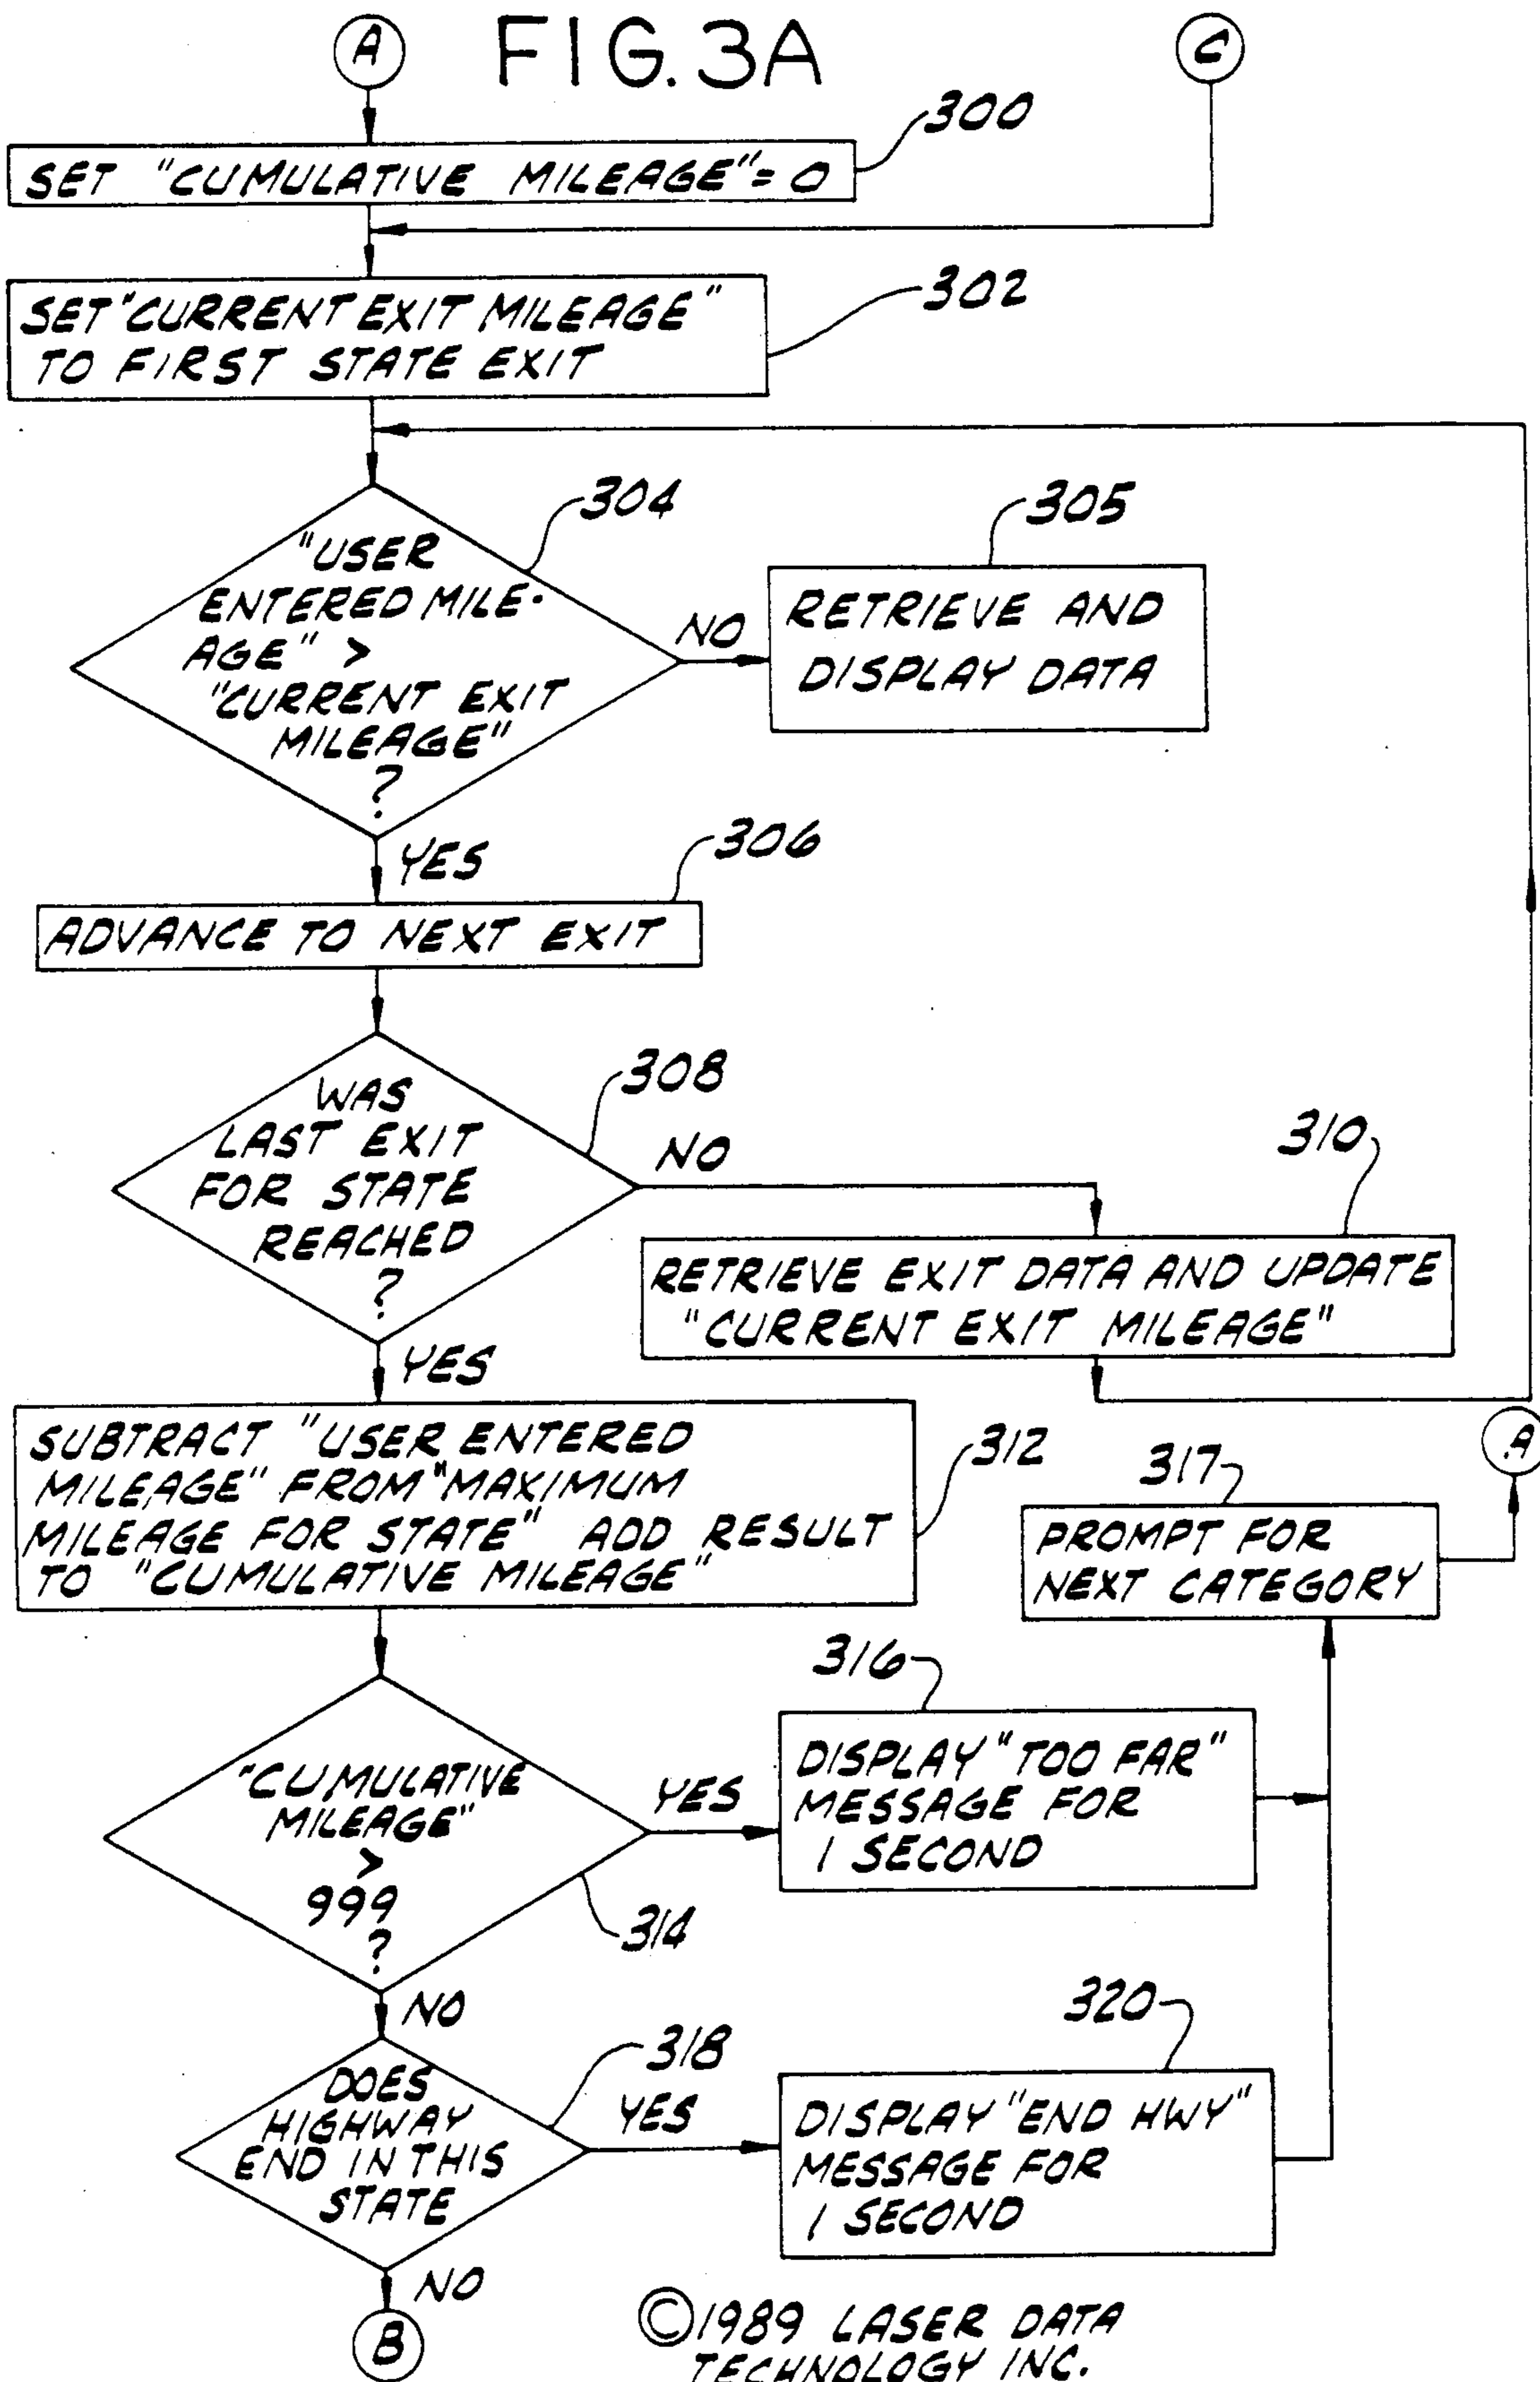 FIG. 3A
A
C
300
SET "CUMULATIVE MILEAGE" = 0
302
SET "CURRENT EXIT MILEAGE"
TO FIRST STATE EXIT
304
"USER
ENTERED MILE-
AGE" >
"CURRENT EXIT
MILEAGE"
?
NO
305
RETRIEVE AND
DISPLAY DATA
YES
306
ADVANCE TO NEXT EXIT
308
WAS
LAST EXIT
FOR STATE
REACHED
?
NO
310
RETRIEVE EXIT DATA AND UPDATE
"CURRENT EXIT MILEAGE"
YES
312
SUBTRACT "USER ENTERED
MILEAGE" FROM "MAXIMUM
MILEAGE FOR STATE" ADD RESULT
TO "CUMULATIVE MILEAGE"
317
PROMPT FOR
NEXT CATEGORY
A
"CUMULATIVE
MILEAGE"
>
999
?
314
YES
316
DISPLAY "TOO FAR"
MESSAGE FOR
1 SECOND
NO
318
DOES
HIGHWAY
END IN THIS
STATE
YES
320
DISPLAY "END HWY"
MESSAGE FOR
1 SECOND
NO
B
© 1989 LASER DATA
TECHNOLOGY INC.